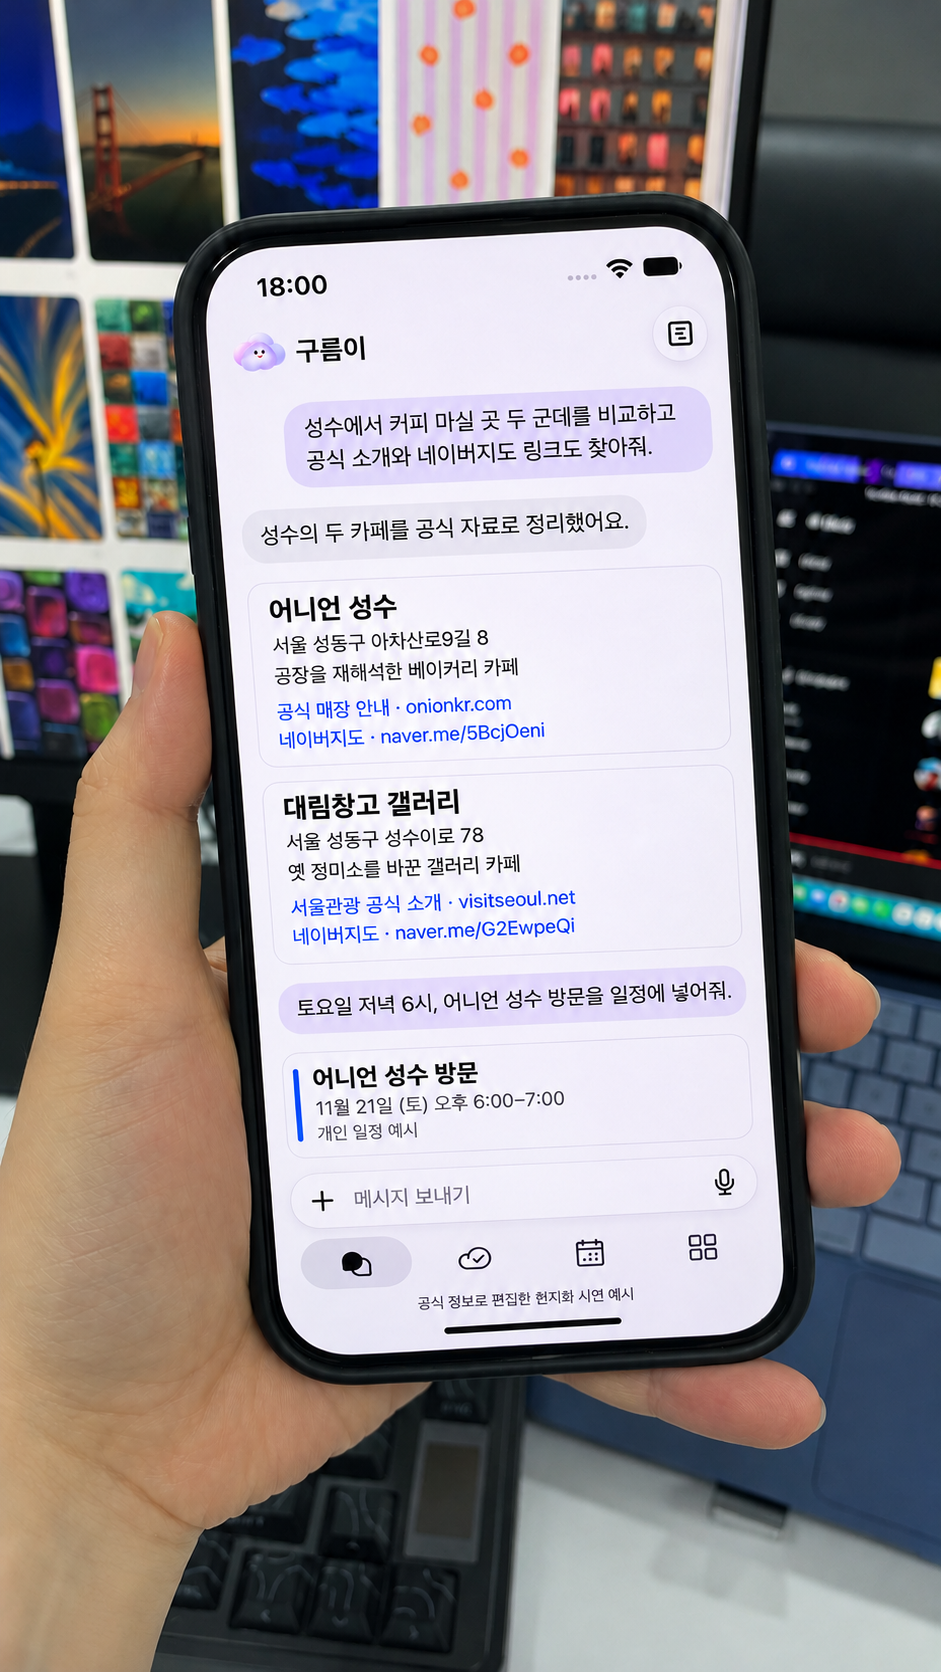 18:00
구름이
성수에서 커피 마실 곳 두 군데를 비교하고
공식 소개와 네이버지도 링크도 찾아줘.
성수의 두 카페를 공식 자료로 정리했어요.
어니언 성수
서울 성동구 아차산로9길 8
공장을 재해석한 베이커리 카페
공식 매장 안내 · onionkr.com
네이버지도 · naver.me/5BcjOeni
대림창고 갤러리
서울 성동구 성수이로 78
옛 정미소를 바꾼 갤러리 카페
서울관광 공식 소개 · visitseoul.net
네이버지도 · naver.me/G2EwpeQi
토요일 저녁 6시, 어니언 성수 방문을 일정에 넣어줘.
어니언 성수 방문
11월 21일 (토) 오후 6:00–7:00
개인 일정 예시
메시지 보내기
공식 정보로 편집한 현지화 시연 예시